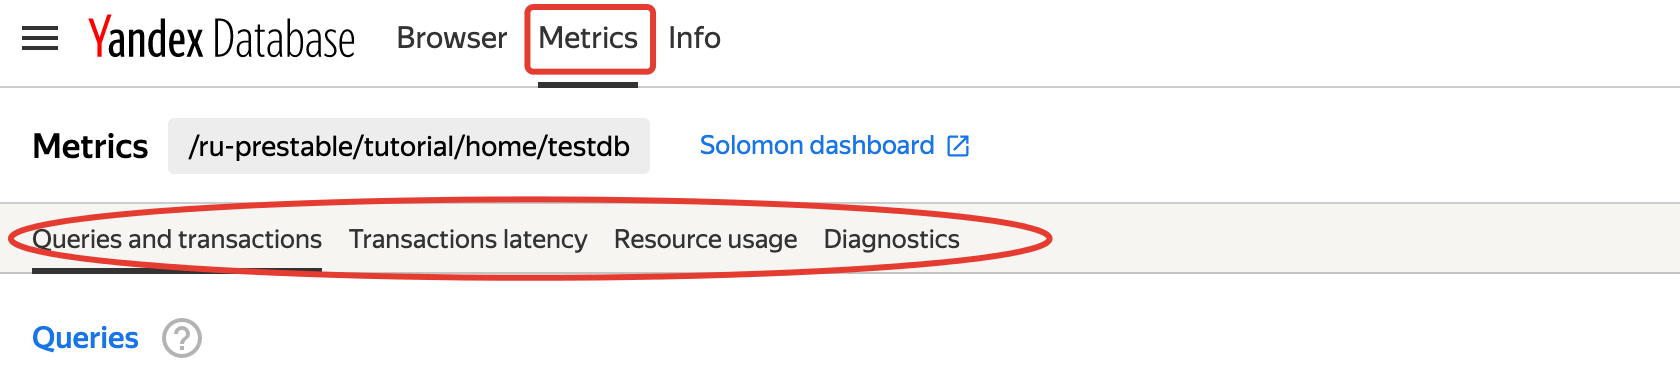 Yandex Database Browser Metrics Info
Metrics /ru-prestable/tutorial/home/testdb Solomon dashboard
Queries and transactions Transactions latency Resource usage Diagnostics
Queries ?